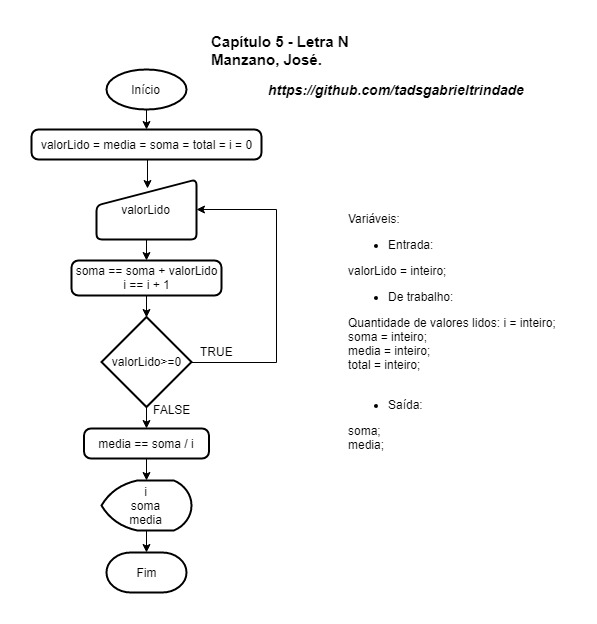 Capítulo 5 - Letra N
Manzano, José.
https://github.com/tadsgabrieltrindade
Início
valorLido = media = soma = total = i = 0
valorLido
soma == soma + valorLido
i == i + 1
valorLido>=0
TRUE
FALSE
media == soma / i
i
soma
media
Fim
Variáveis:
• Entrada:
valorLido = inteiro;
• De trabalho:
Quantidade de valores lidos: i = inteiro;
soma = inteiro;
media = inteiro;
total = inteiro;
• Saída:
soma;
media;